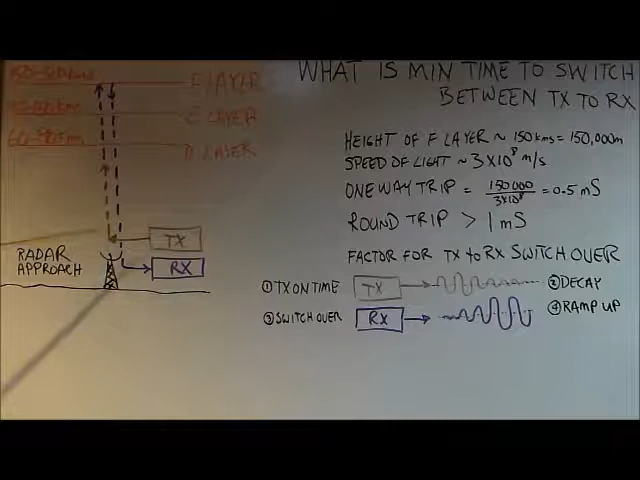 WHAT IS MIN TIME TO SWITCH
BETWEEN TX TO RX
F LAYER
E LAYER
D LAYER
HEIGHT OF F LAYER ~ 150 kms = 150,000m
SPEED OF LIGHT ~ 3×10⁸ m/s
ONE WAY TRIP = 150000 / 3×10⁸ = 0.5 mS
ROUND TRIP > 1 mS
FACTOR FOR TX to RX SWITCH OVER
① TX ON TIME TX ② DECAY
③ SWITCH OVER RX ④ RAMP UP
TX
RADAR
APPROACH
RX